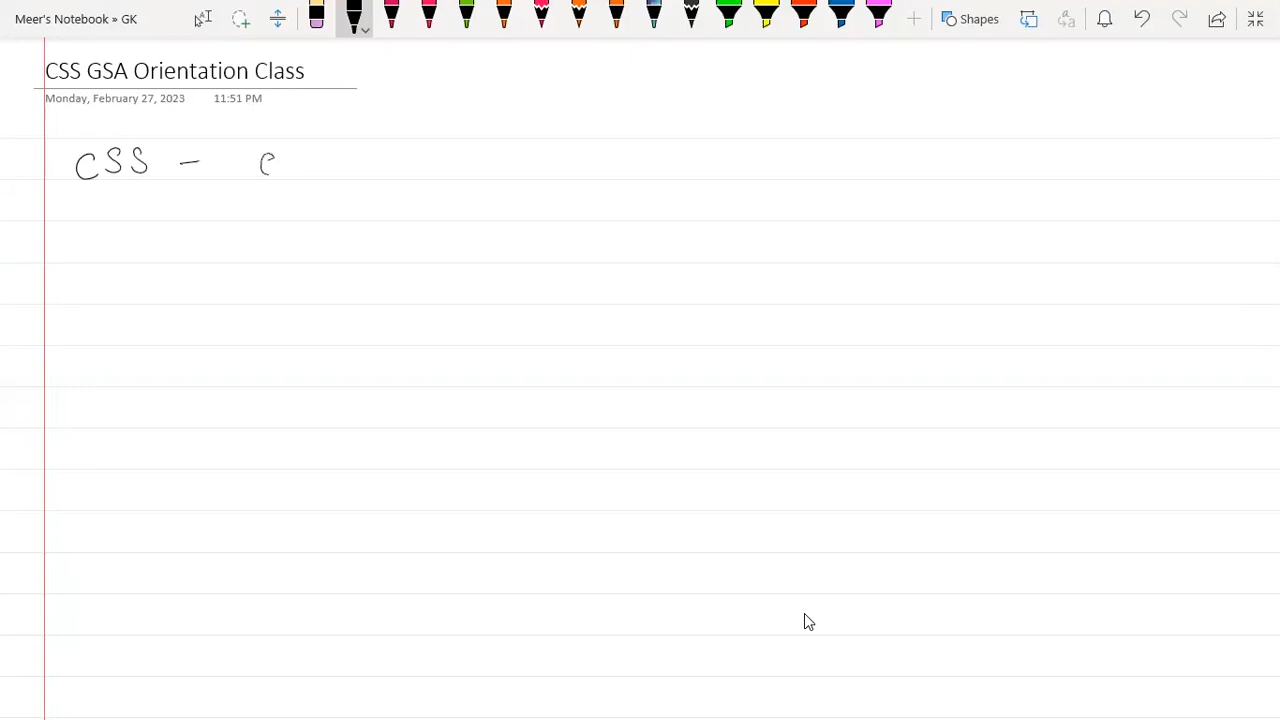 Meer's Notebook » GK
Shapes
CSS GSA Orientation Class
Monday, February 27, 2023 11:51 PM
CSS -